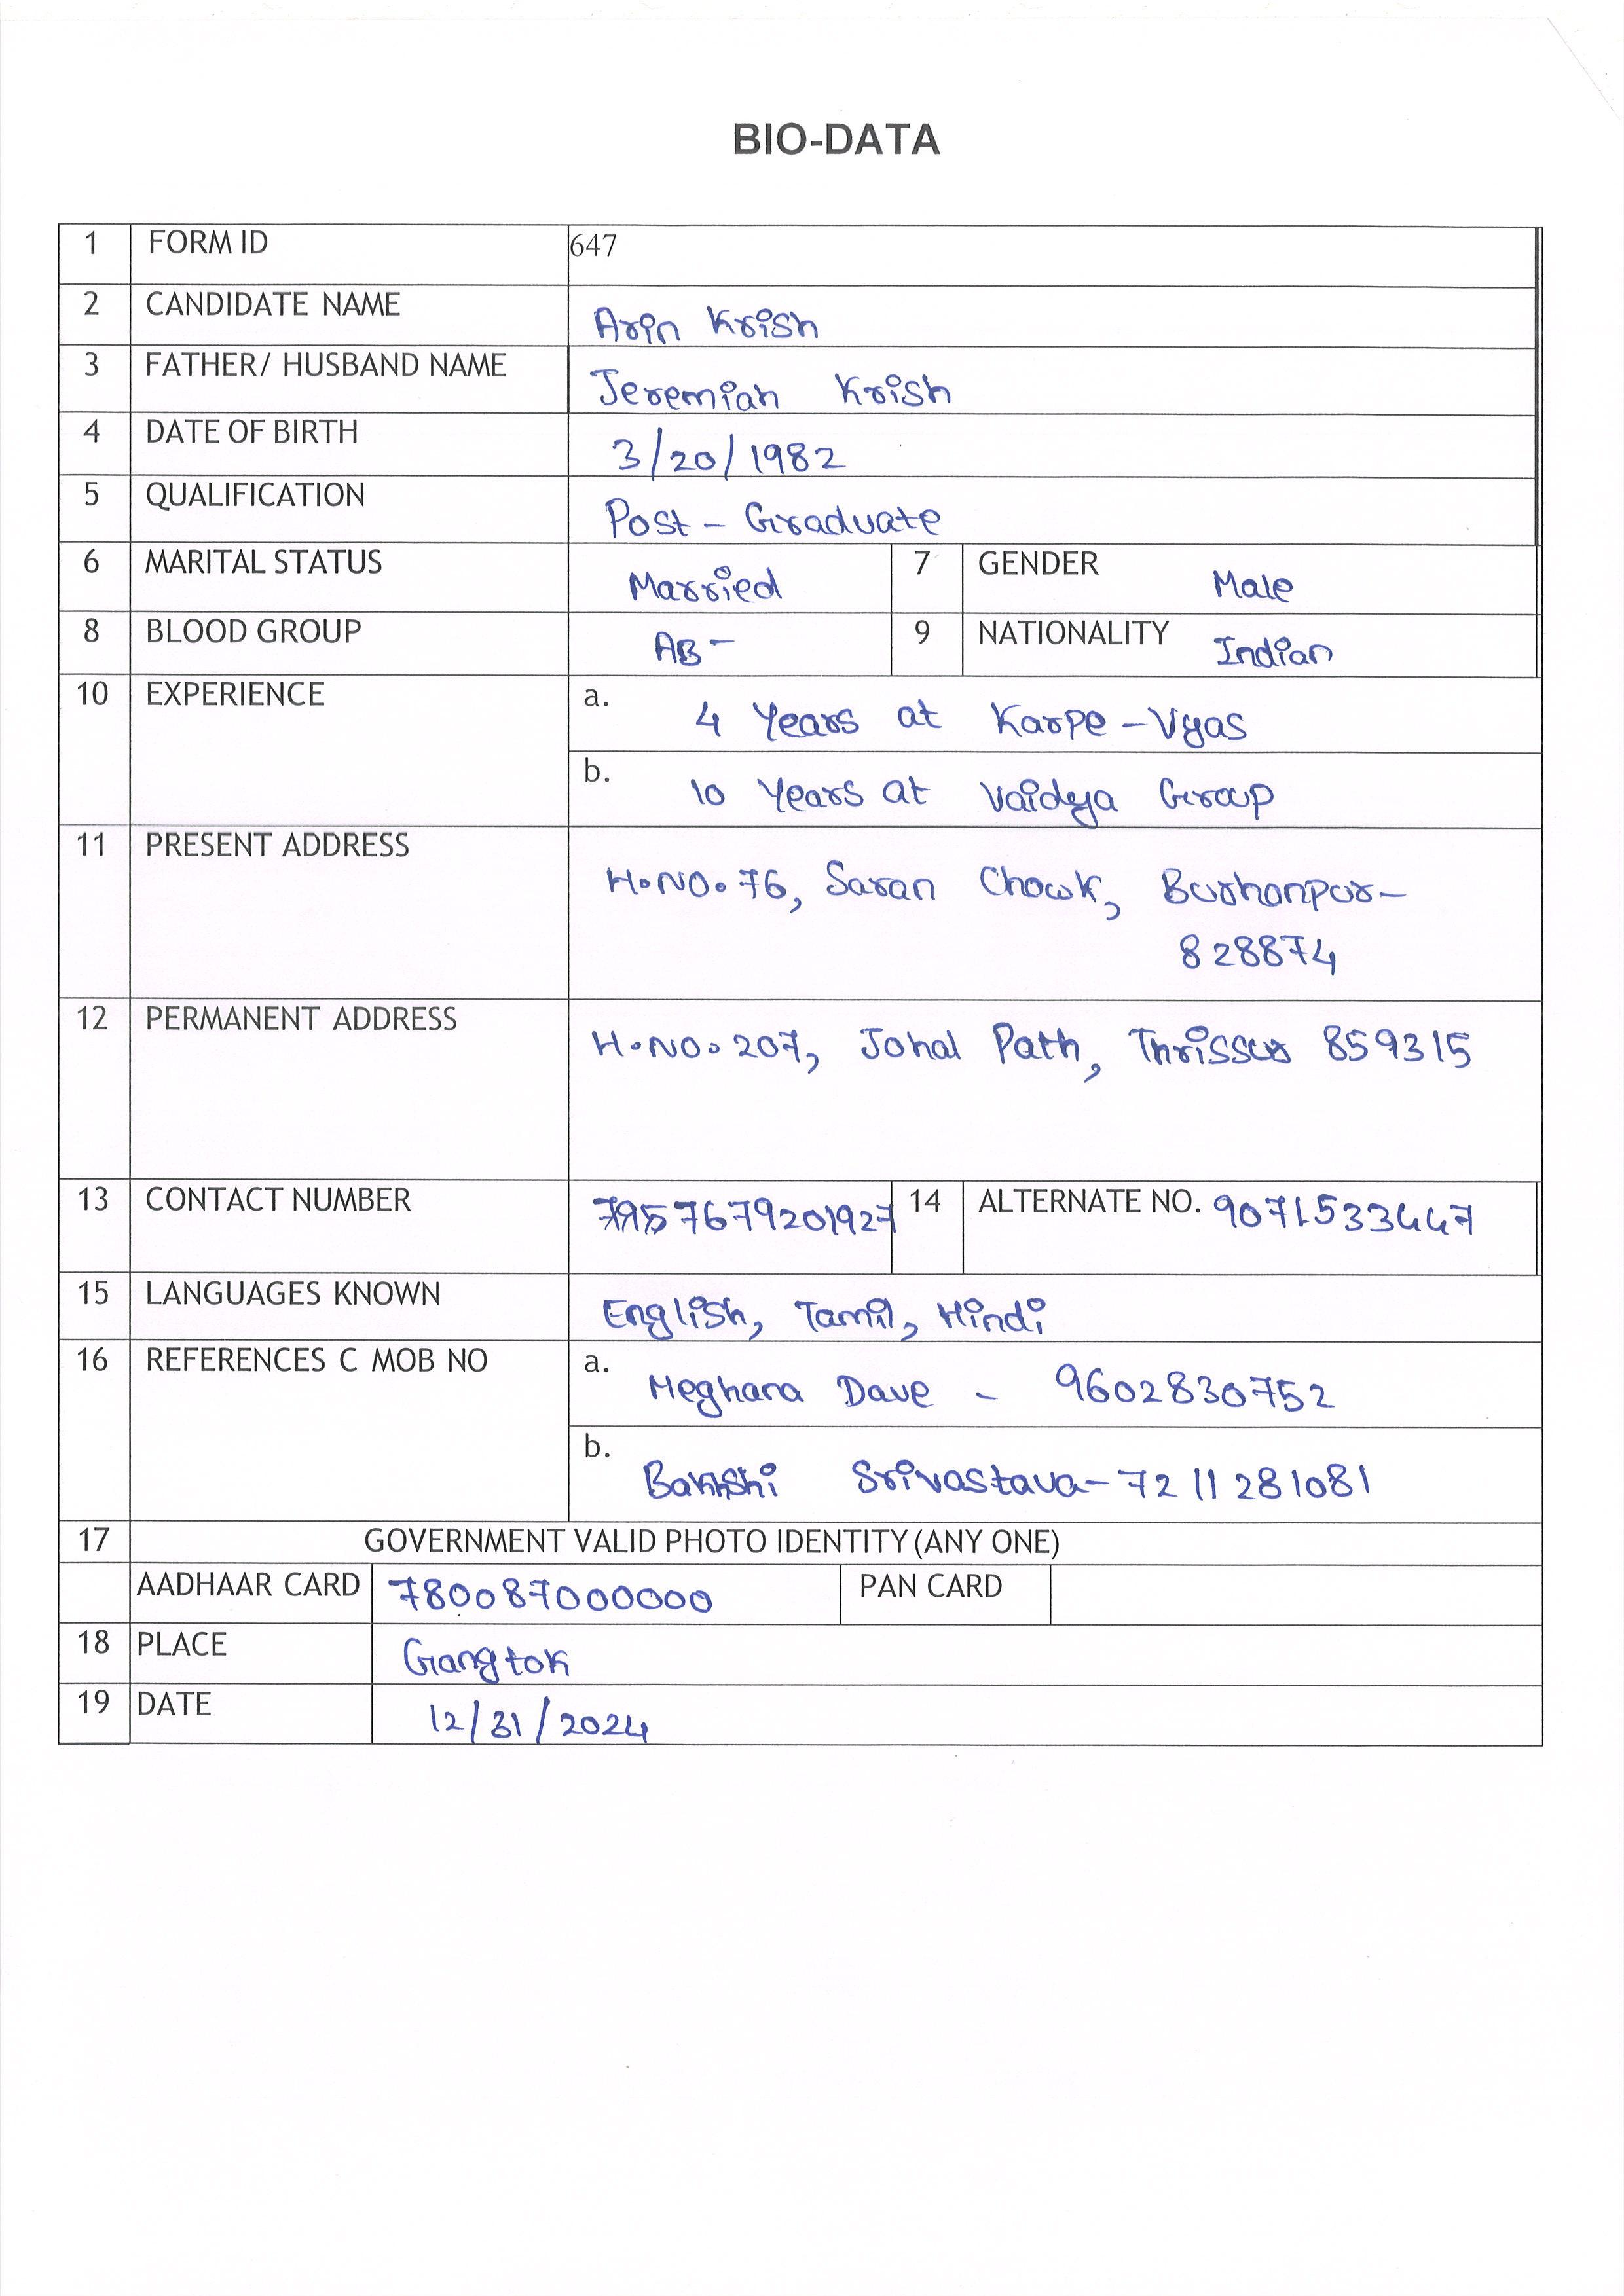 BIO-DATA
1 FORM ID 647
2 CANDIDATE NAME Arin Krish
3 FATHER/ HUSBAND NAME Jeremiah Krish
4 DATE OF BIRTH 3/20/1982
5 QUALIFICATION Post - Graduate
6 MARITAL STATUS Married 7 GENDER Male
8 BLOOD GROUP AB- 9 NATIONALITY Indian
10 EXPERIENCE a. 4 Years at Karpe - Vyas
b. 10 Years at Vaidya Group
11 PRESENT ADDRESS H.No. 76, Saran Chowk, Burhanpur-
828874
12 PERMANENT ADDRESS H.No. 207, Johal Path, Thrissur 859315
13 CONTACT NUMBER 7679201927 14 ALTERNATE NO. 9071533447
15 LANGUAGES KNOWN English, Tamil, Hindi
16 REFERENCES C MOB NO a. Meghana Dave - 9602830752
b. Srivastava- 7211281081
17 GOVERNMENT VALID PHOTO IDENTITY (ANY ONE)
AADHAAR CARD 780087000000 PAN CARD
18 PLACE Gangtok
19 DATE 12/31/2024